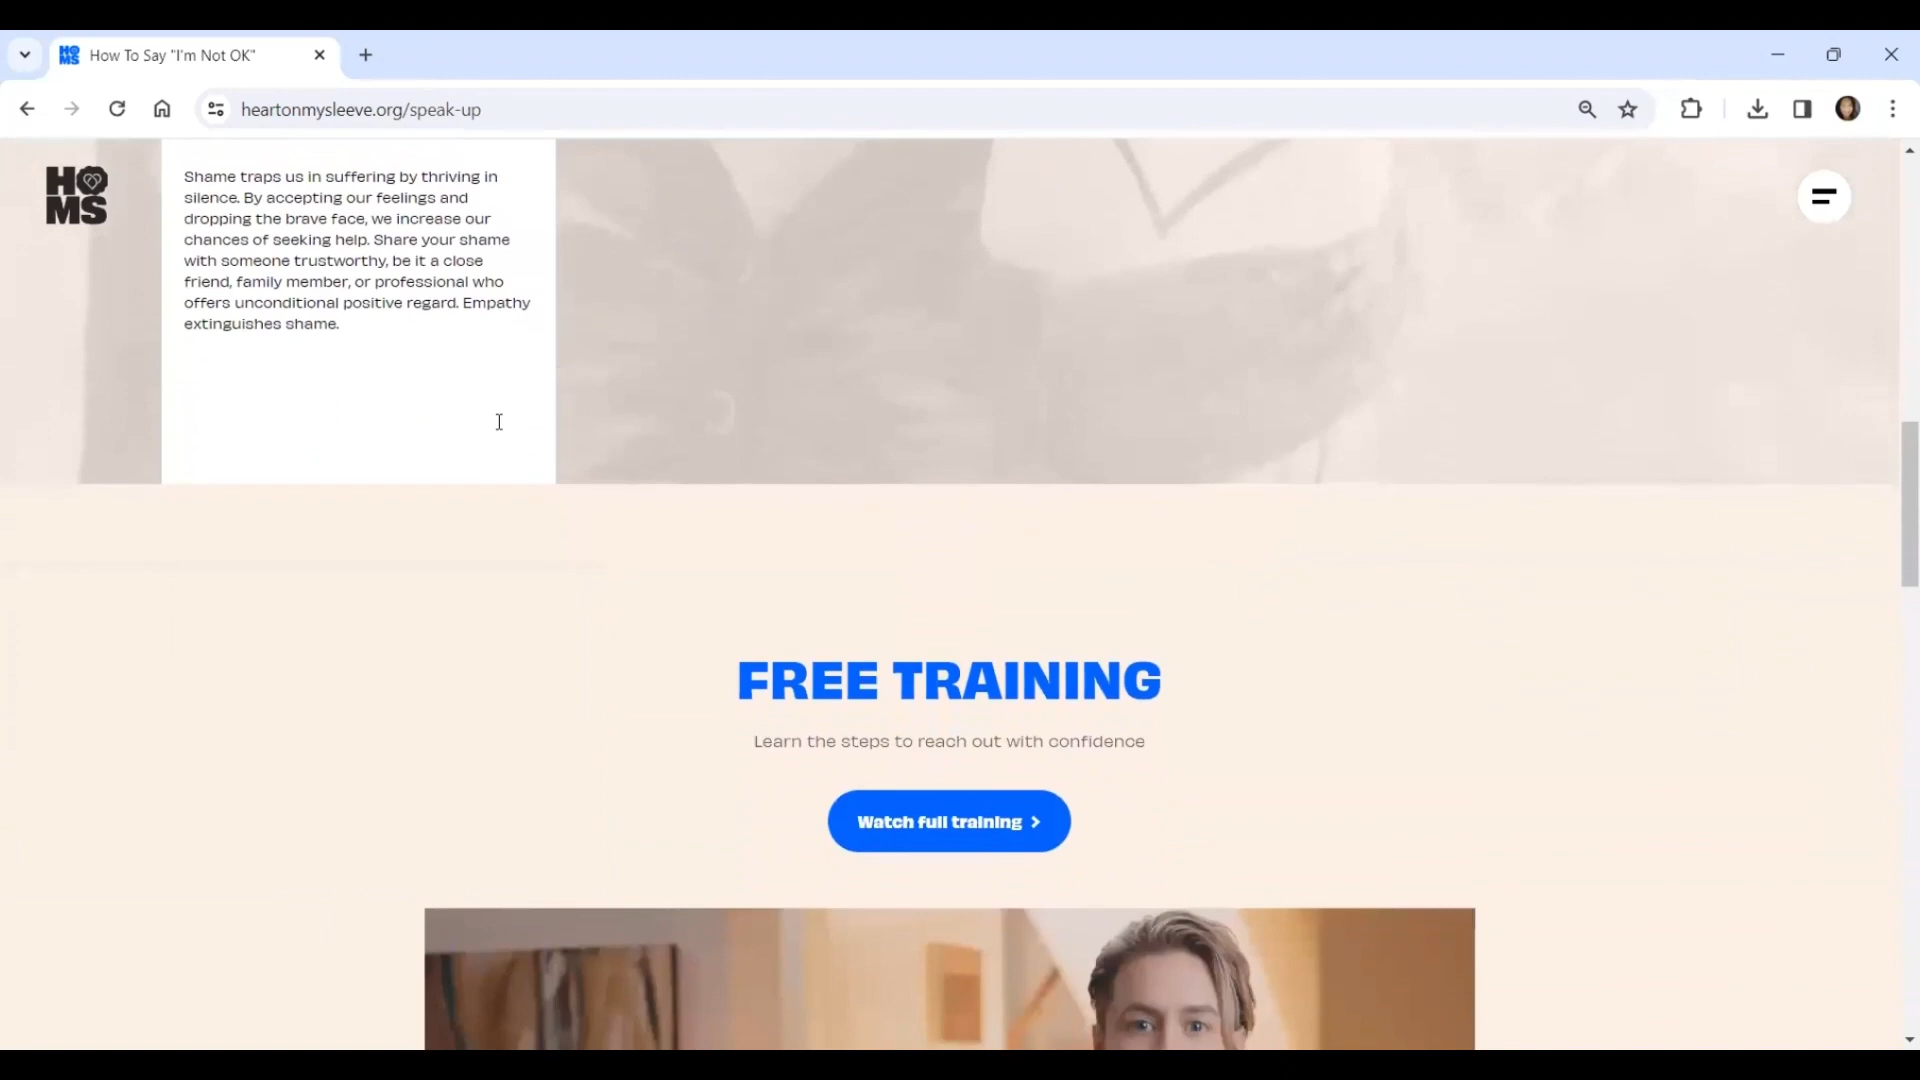 How To Say "I'm Not OK"
heartonmysleeve.org/speak-up
HOMS
Shame traps us in suffering by thriving in
silence. By accepting our feelings and
dropping the brave face, we increase our
chances of seeking help. Share your shame
with someone trustworthy, be it a close
friend, family member, or professional who
offers unconditional positive regard. Empathy
extinguishes shame.
FREE TRAINING
Learn the steps to reach out with confidence
Watch full training >